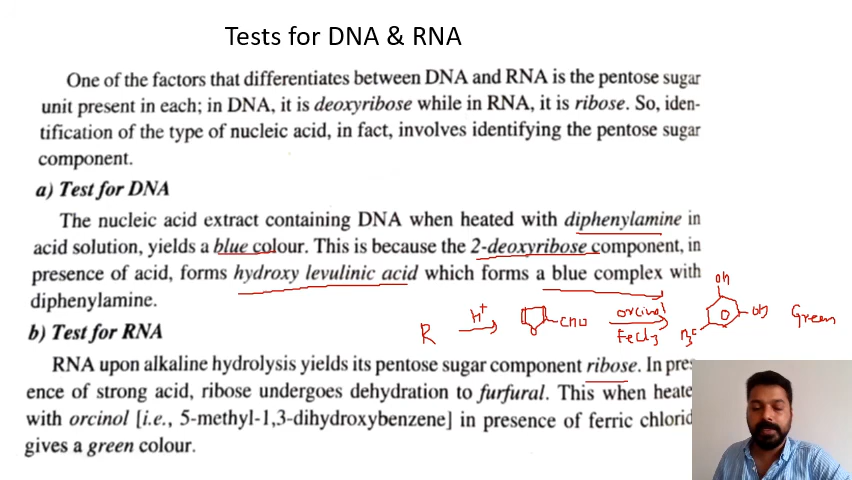 Tests for DNA & RNA
One of the factors that differentiates between DNA and RNA is the pentose sugar
unit present in each; in DNA, it is deoxyribose while in RNA, it is ribose. So, iden-
tification of the type of nucleic acid, in fact, involves identifying the pentose sugar
component.
a) Test for DNA
The nucleic acid extract containing DNA when heated with diphenylamine in
acid solution, yields a blue colour. This is because the 2-deoxyribose component, in
presence of acid, forms hydroxy levulinic acid which forms a blue complex with
diphenylamine.
R H+ O CHO orcinol FeCl3 OH OH H3C Green
b) Test for RNA
RNA upon alkaline hydrolysis yields its pentose sugar component ribose. In pres
ence of strong acid, ribose undergoes dehydration to furfural. This when heate
with orcinol [i.e., 5-methyl-1,3-dihydroxybenzene] in presence of ferric chlorid
gives a green colour.